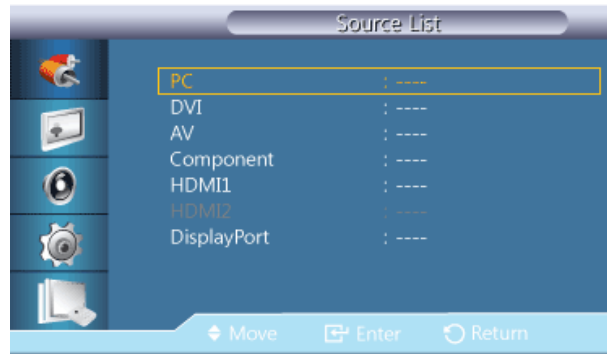 Source List
PC : ----
DVI : ----
AV : ----
Component : ----
HDMI1 : ----
HDMI2 : ----
DisplayPort : ----
Move Enter Return